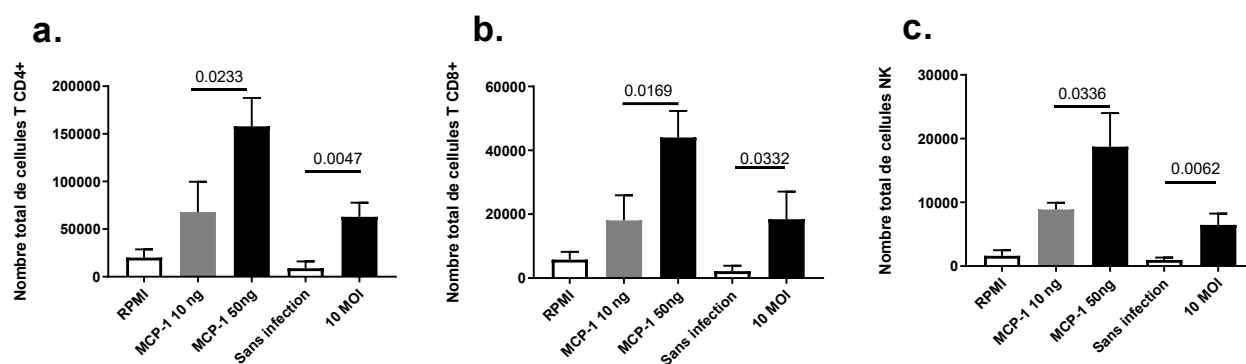 a.
Nombre total de cellules T CD4+
200000
150000
100000
50000
0
0.0233
0.0047
RPMI
MCP-1 10 ng
MCP-1 50ng
Sans infection
10 MOI
b.
Nombre total de cellules T CD8+
60000
40000
20000
0
0.0169
0.0332
RPMI
MCP-1 10 ng
MCP-1 50ng
Sans infection
10 MOI
c.
Nombre total de cellules NK
30000
20000
10000
0
0.0336
0.0062
RPMI
MCP-1 10 ng
MCP-1 50ng
Sans infection
10 MOI